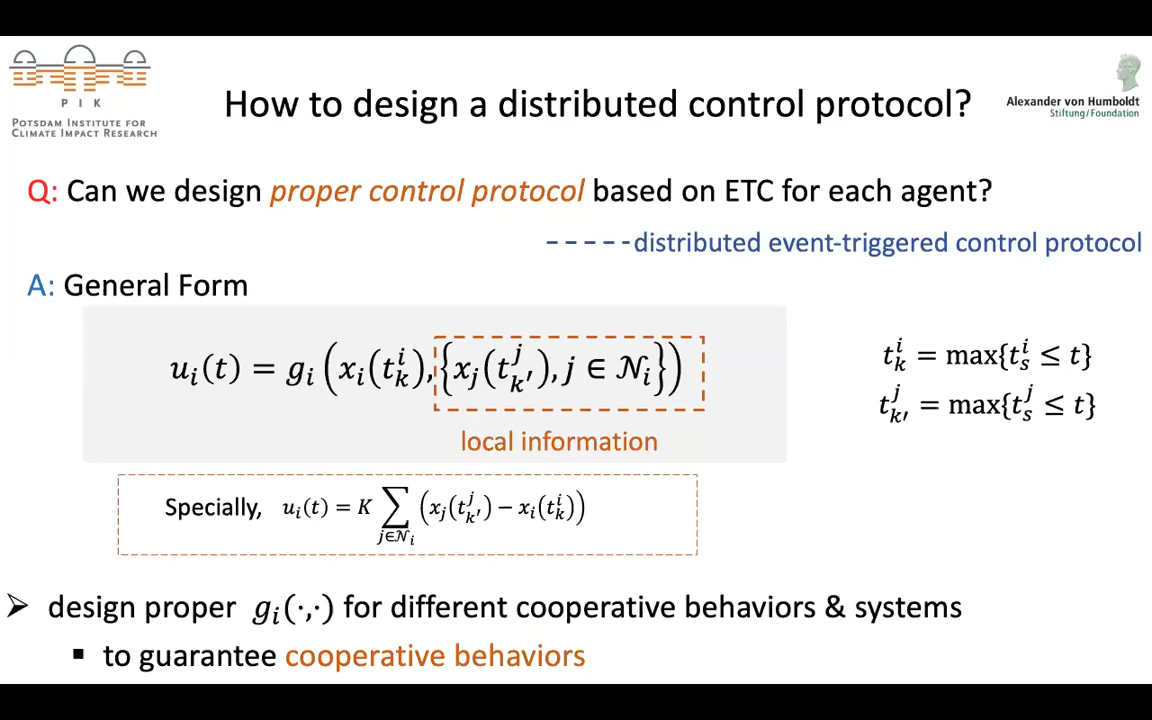 P I K
POTSDAM INSTITUTE FOR
CLIMATE IMPACT RESEARCH
How to design a distributed control protocol?
Alexander von Humboldt
Stiftung/Foundation
Q: Can we design proper control protocol based on ETC for each agent?
- - - - -distributed event-triggered control protocol
A: General Form
u_i(t) = g_i(x_i(t_k^i), {x_j(t_{k′}^j), j ∈ 𝒩_i})
local information
t_k^i = max{t_s^i ≤ t}
t_{k′}^j = max{t_s^j ≤ t}
Specially, u_i(t) = K ∑_{j∈𝒩_i} (x_j(t_{k′}^j) − x_i(t_k^i))
➢ design proper g_i(·,·) for different cooperative behaviors & systems
▪ to guarantee cooperative behaviors